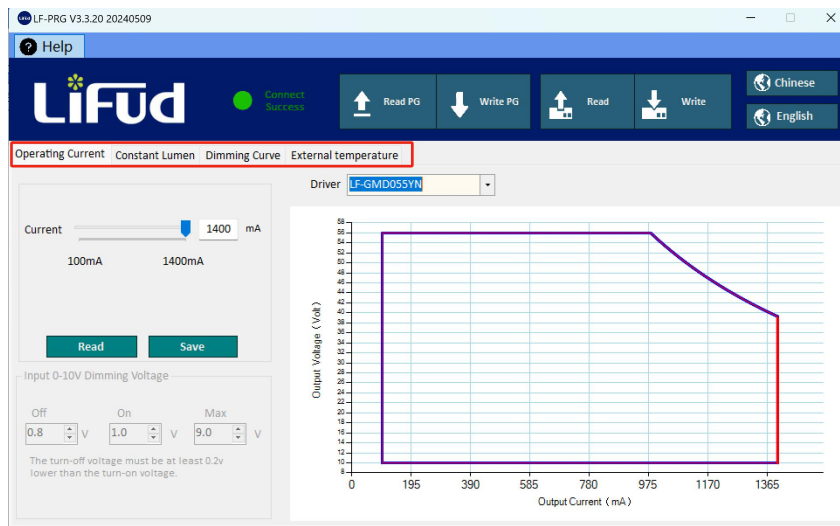 LiFud LF-PRG V3.3.20 20240509
? Help
LiFud
Connect
Success
Read PG
Write PG
Read
Write
Chinese
English
Operating Current Constant Lumen Dimming Curve External temperature
Driver LF-GMD055YN
Current 1400 mA
100mA 1400mA
Read Save
Input 0-10V Dimming Voltage
Off On Max
0.8 V 1.0 V 9.0 V
The turn-off voltage must be at least 0.2v
lower than the turn-on voltage.
Output Voltage (Volt)
58
56
54
52
50
48
46
44
42
40
38
36
34
32
30
28
26
24
22
20
18
16
14
12
10
8
0 195 390 585 780 975 1170 1365
Output Current (mA)